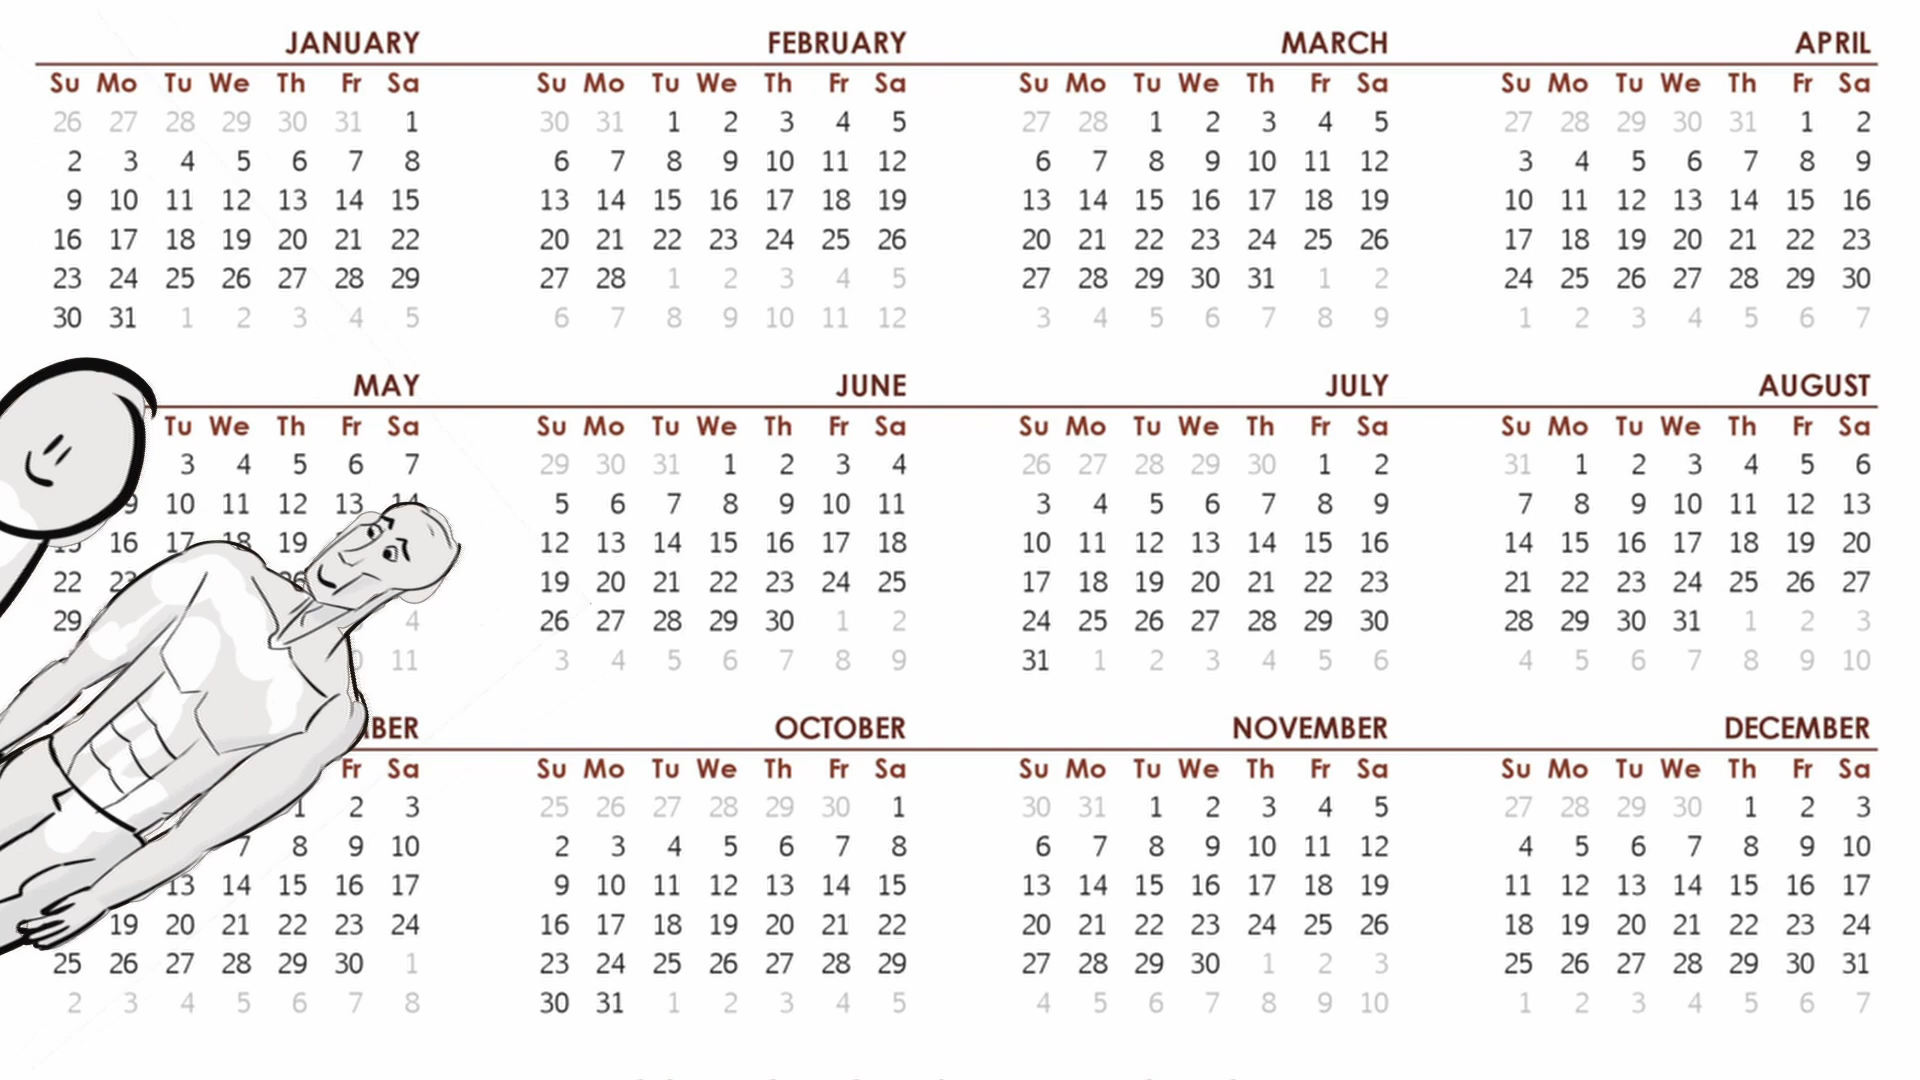 JANUARY FEBRUARY MARCH APRIL
Su Mo Tu We Th Fr Sa Su Mo Tu We Th Fr Sa Su Mo Tu We Th Fr Sa Su Mo Tu We Th Fr Sa
26 27 28 29 30 31 1 30 31 1 2 3 4 5 27 28 1 2 3 4 5 27 28 29 30 31 1 2
2 3 4 5 6 7 8 6 7 8 9 10 11 12 6 7 8 9 10 11 12 3 4 5 6 7 8 9
9 10 11 12 13 14 15 13 14 15 16 17 18 19 13 14 15 16 17 18 19 10 11 12 13 14 15 16
16 17 18 19 20 21 22 20 21 22 23 24 25 26 20 21 22 23 24 25 26 17 18 19 20 21 22 23
23 24 25 26 27 28 29 27 28 1 2 3 4 5 27 28 29 30 31 1 2 24 25 26 27 28 29 30
30 31 1 2 3 4 5 6 7 8 9 10 11 12 3 4 5 6 7 8 9 1 2 3 4 5 6 7
MAY JUNE JULY AUGUST
Tu We Th Fr Sa Su Mo Tu We Th Fr Sa Su Mo Tu We Th Fr Sa Su Mo Tu We Th Fr Sa
3 4 5 6 7 29 30 31 1 2 3 4 26 27 28 29 30 1 2 31 1 2 3 4 5 6
9 10 11 12 13 14 5 6 7 8 9 10 11 3 4 5 6 7 8 9 7 8 9 10 11 12 13
15 16 17 18 19 12 13 14 15 16 17 18 10 11 12 13 14 15 16 14 15 16 17 18 19 20
22 23 26 19 20 21 22 23 24 25 17 18 19 20 21 22 23 21 22 23 24 25 26 27
29 4 26 27 28 29 30 1 2 24 25 26 27 28 29 30 28 29 30 31 1 2 3
11 3 4 5 6 7 8 9 31 1 2 3 4 5 6 4 5 6 7 8 9 10
BER OCTOBER NOVEMBER DECEMBER
Fr Sa Su Mo Tu We Th Fr Sa Su Mo Tu We Th Fr Sa Su Mo Tu We Th Fr Sa
1 2 3 25 26 27 28 29 30 1 30 31 1 2 3 4 5 27 28 29 30 1 2 3
7 8 9 10 2 3 4 5 6 7 8 6 7 8 9 10 11 12 4 5 6 7 8 9 10
13 14 15 16 17 9 10 11 12 13 14 15 13 14 15 16 17 18 19 11 12 13 14 15 16 17
19 20 21 22 23 24 16 17 18 19 20 21 22 20 21 22 23 24 25 26 18 19 20 21 22 23 24
25 26 27 28 29 30 1 23 24 25 26 27 28 29 27 28 29 30 1 2 3 25 26 27 28 29 30 31
2 3 4 5 6 7 8 30 31 1 2 3 4 5 4 5 6 7 8 9 10 1 2 3 4 5 6 7